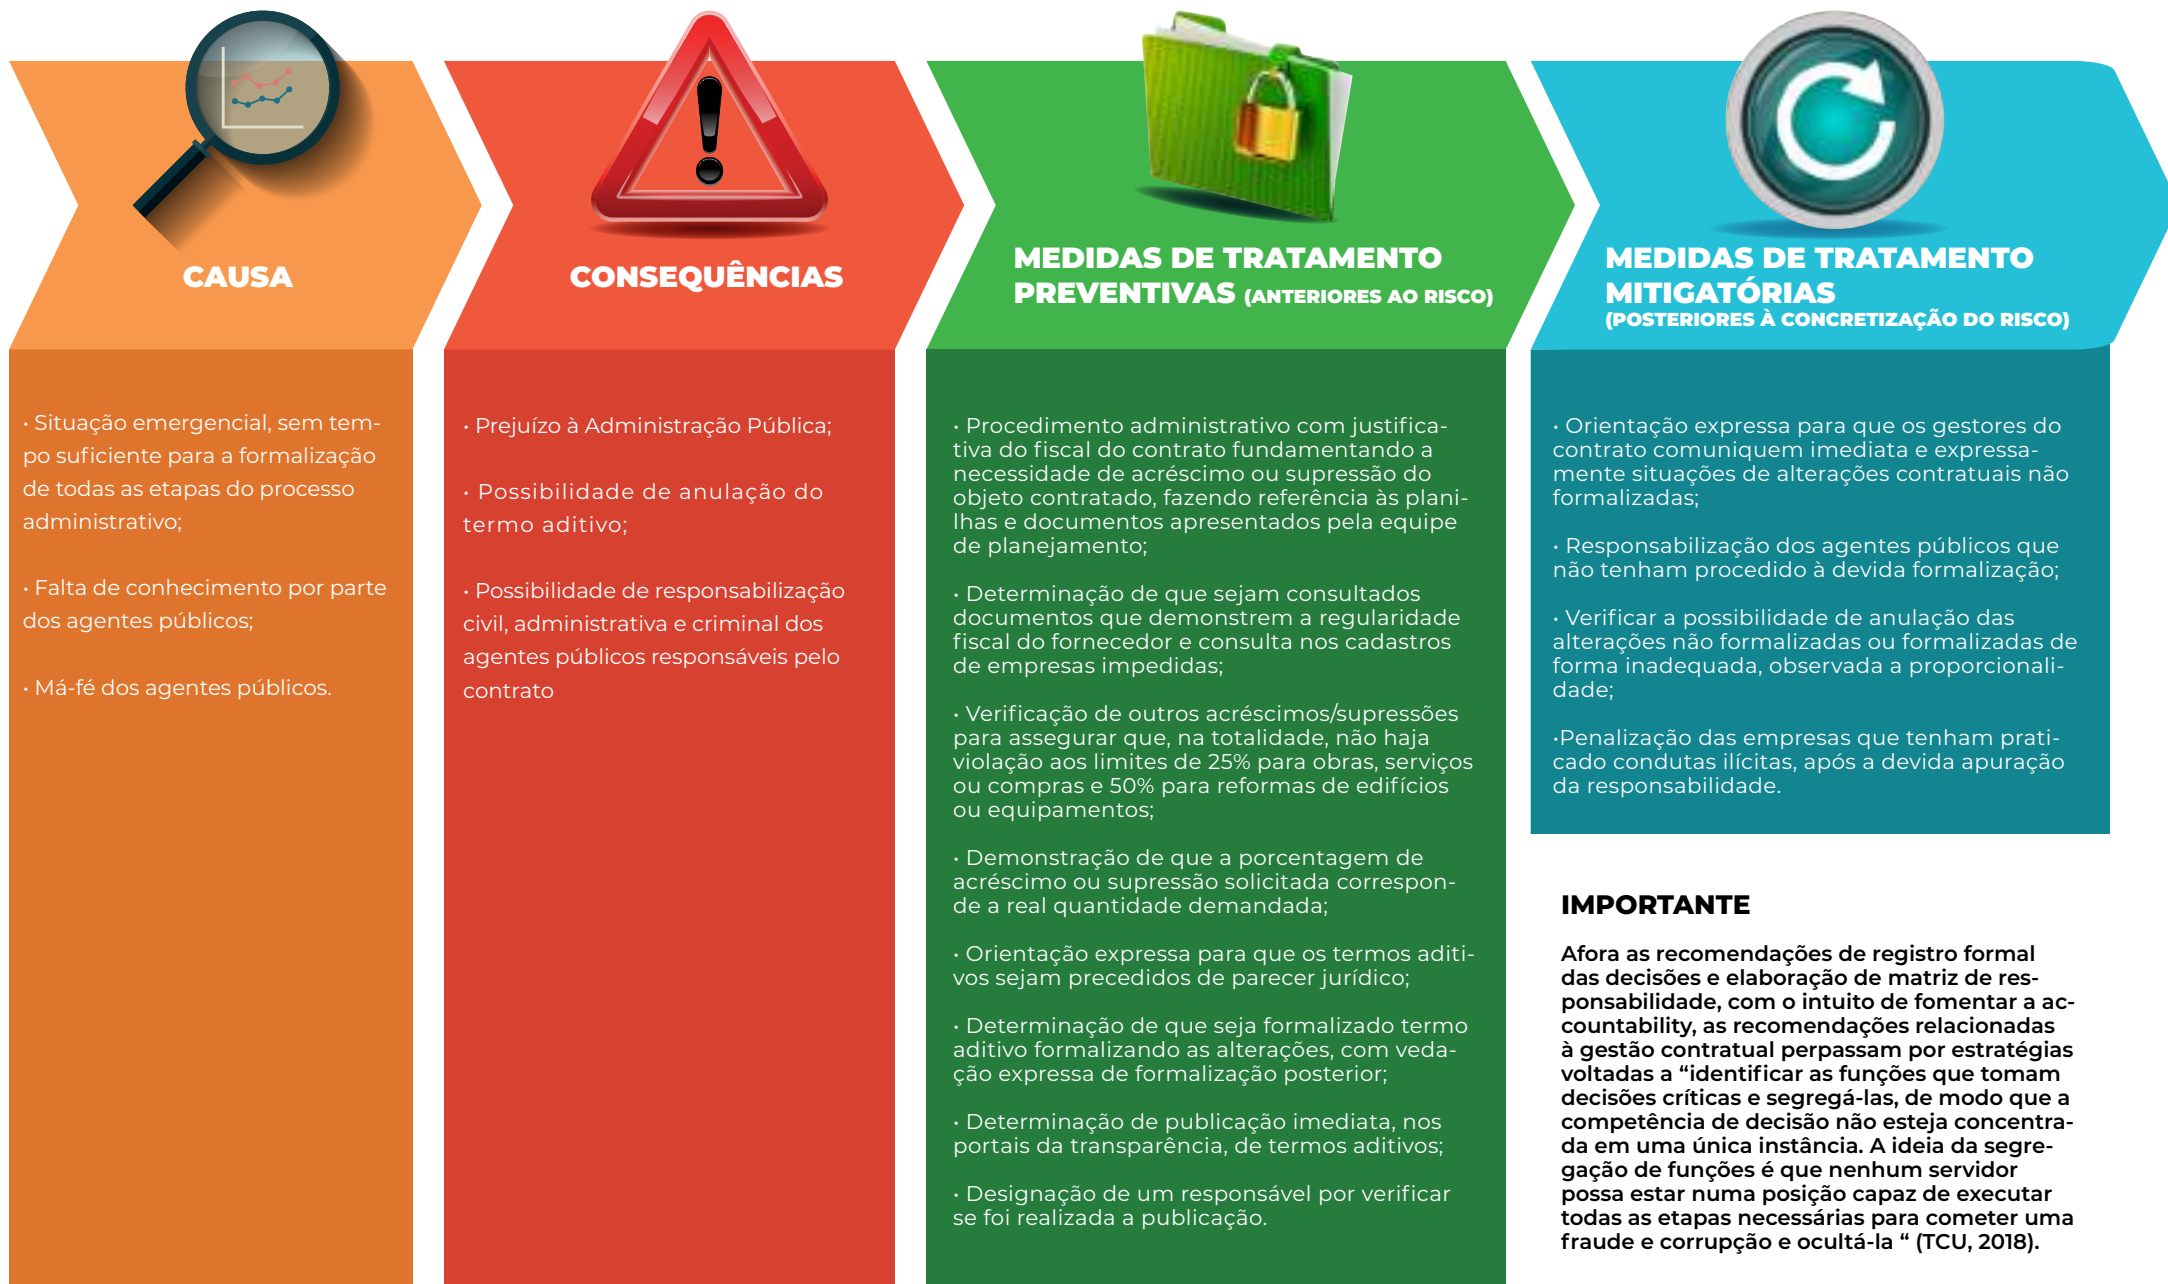 CAUSA
· Situação emergencial, sem tem-
po suficiente para a formalização
de todas as etapas do processo
administrativo;
· Falta de conhecimento por parte
dos agentes públicos;
· Má-fé dos agentes públicos.
CONSEQUÊNCIAS
· Prejuízo à Administração Pública;
· Possibilidade de anulação do
termo aditivo;
· Possibilidade de responsabilização
civil, administrativa e criminal dos
agentes públicos responsáveis pelo
contrato
MEDIDAS DE TRATAMENTO
PREVENTIVAS (ANTERIORES AO RISCO)
· Procedimento administrativo com justifica-
tiva do fiscal do contrato fundamentando a
necessidade de acréscimo ou supressão do
objeto contratado, fazendo referência às plani-
lhas e documentos apresentados pela equipe
de planejamento;
· Determinação de que sejam consultados
documentos que demonstrem a regularidade
fiscal do fornecedor e consulta nos cadastros
de empresas impedidas;
· Verificação de outros acréscimos/supressões
para assegurar que, na totalidade, não haja
violação aos limites de 25% para obras, serviços
ou compras e 50% para reformas de edifícios
ou equipamentos;
· Demonstração de que a porcentagem de
acréscimo ou supressão solicitada correspon-
de a real quantidade demandada;
· Orientação expressa para que os termos aditi-
vos sejam precedidos de parecer jurídico;
· Determinação de que seja formalizado termo
aditivo formalizando as alterações, com veda-
ção expressa de formalização posterior;
· Determinação de publicação imediata, nos
portais da transparência, de termos aditivos;
· Designação de um responsável por verificar
se foi realizada a publicação.
MEDIDAS DE TRATAMENTO
MITIGATÓRIAS
(POSTERIORES À CONCRETIZAÇÃO DO RISCO)
· Orientação expressa para que os gestores do
contrato comuniquem imediata e expressa-
mente situações de alterações contratuais não
formalizadas;
· Responsabilização dos agentes públicos que
não tenham procedido à devida formalização;
· Verificar a possibilidade de anulação das
alterações não formalizadas ou formalizadas de
forma inadequada, observada a proporcionali-
dade;
·Penalização das empresas que tenham prati-
cado condutas ilícitas, após a devida apuração
da responsabilidade.
IMPORTANTE
Afora as recomendações de registro formal
das decisões e elaboração de matriz de res-
ponsabilidade, com o intuito de fomentar a ac-
countability, as recomendações relacionadas
à gestão contratual perpassam por estratégias
voltadas a “identificar as funções que tomam
decisões críticas e segregá-las, de modo que a
competência de decisão não esteja concentra-
da em uma única instância. A ideia da segre-
gação de funções é que nenhum servidor
possa estar numa posição capaz de executar
todas as etapas necessárias para cometer uma
fraude e corrupção e ocultá-la “ (TCU, 2018).